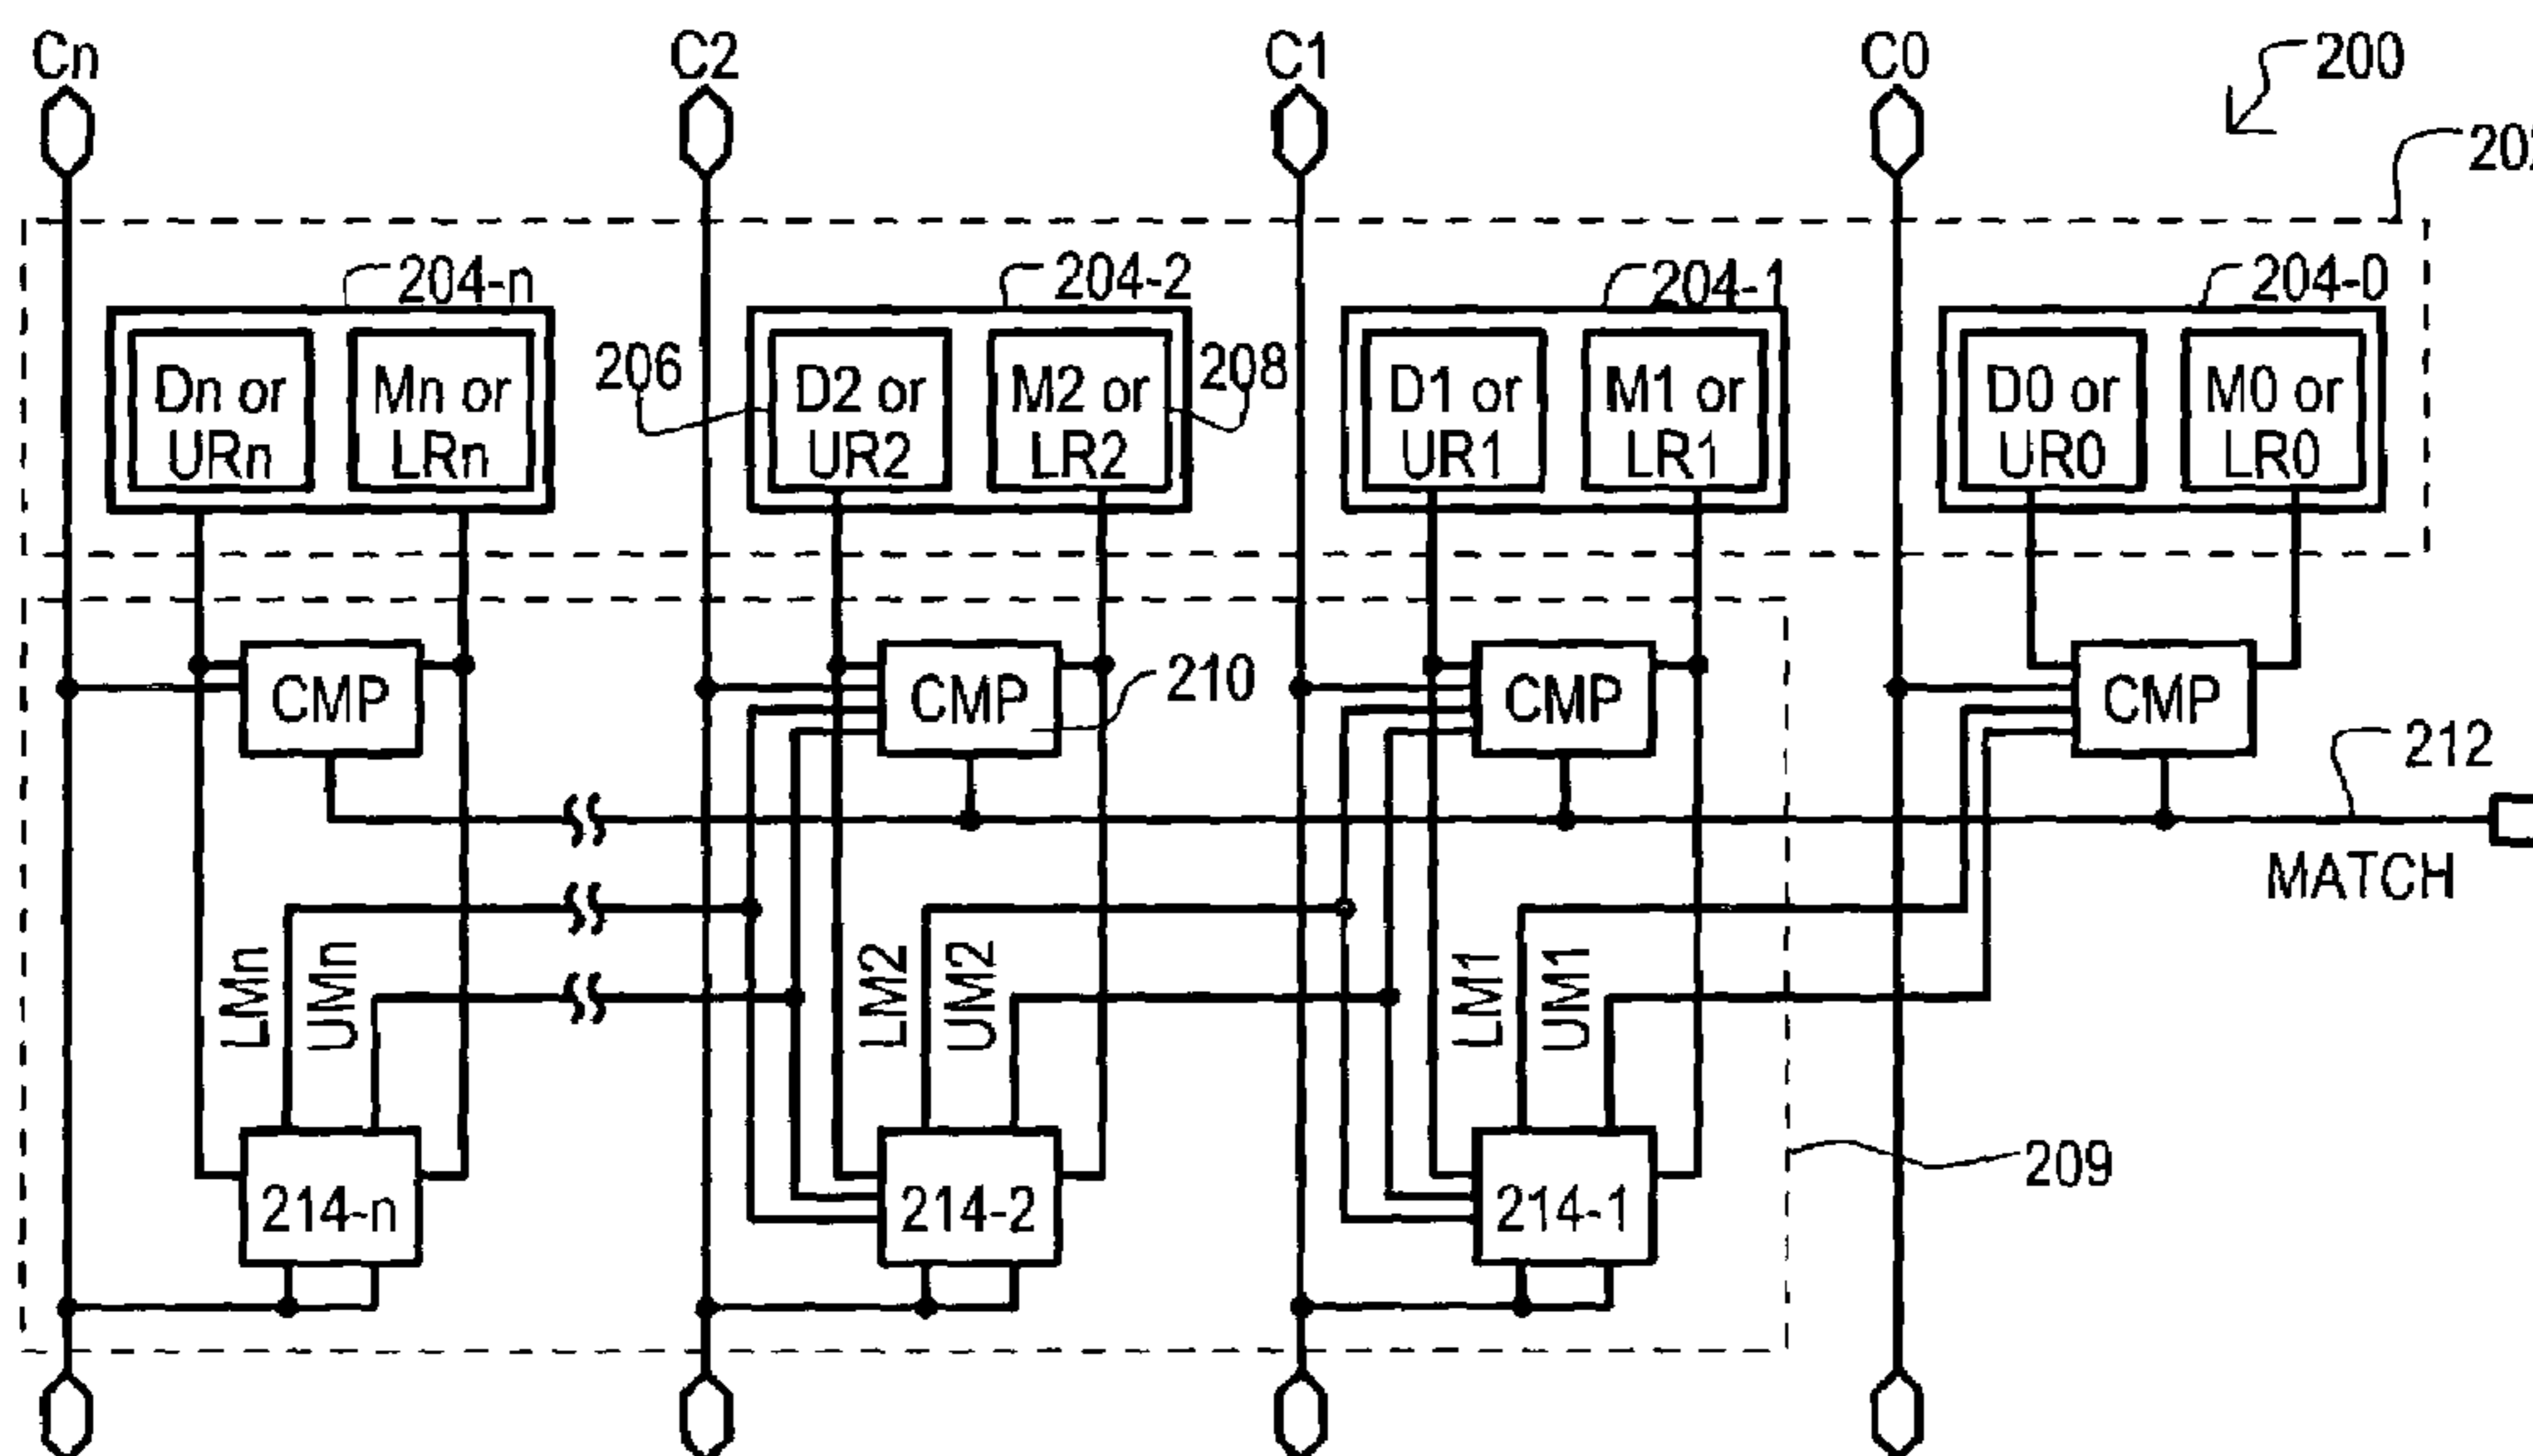 Cn
C2
C1
C0
200
204-n
204-2
204-1
204-0
206
208
Dn or
URn
Mn or
LRn
D2 or
UR2
M2 or
LR2
D1 or
UR1
M1 or
LR1
D0 or
UR0
M0 or
LR0
CMP
CMP
CMP
CMP
210
212
MATCH
LMn
UMn
LM2
UM2
LM1
UM1
214-n
214-2
214-1
209